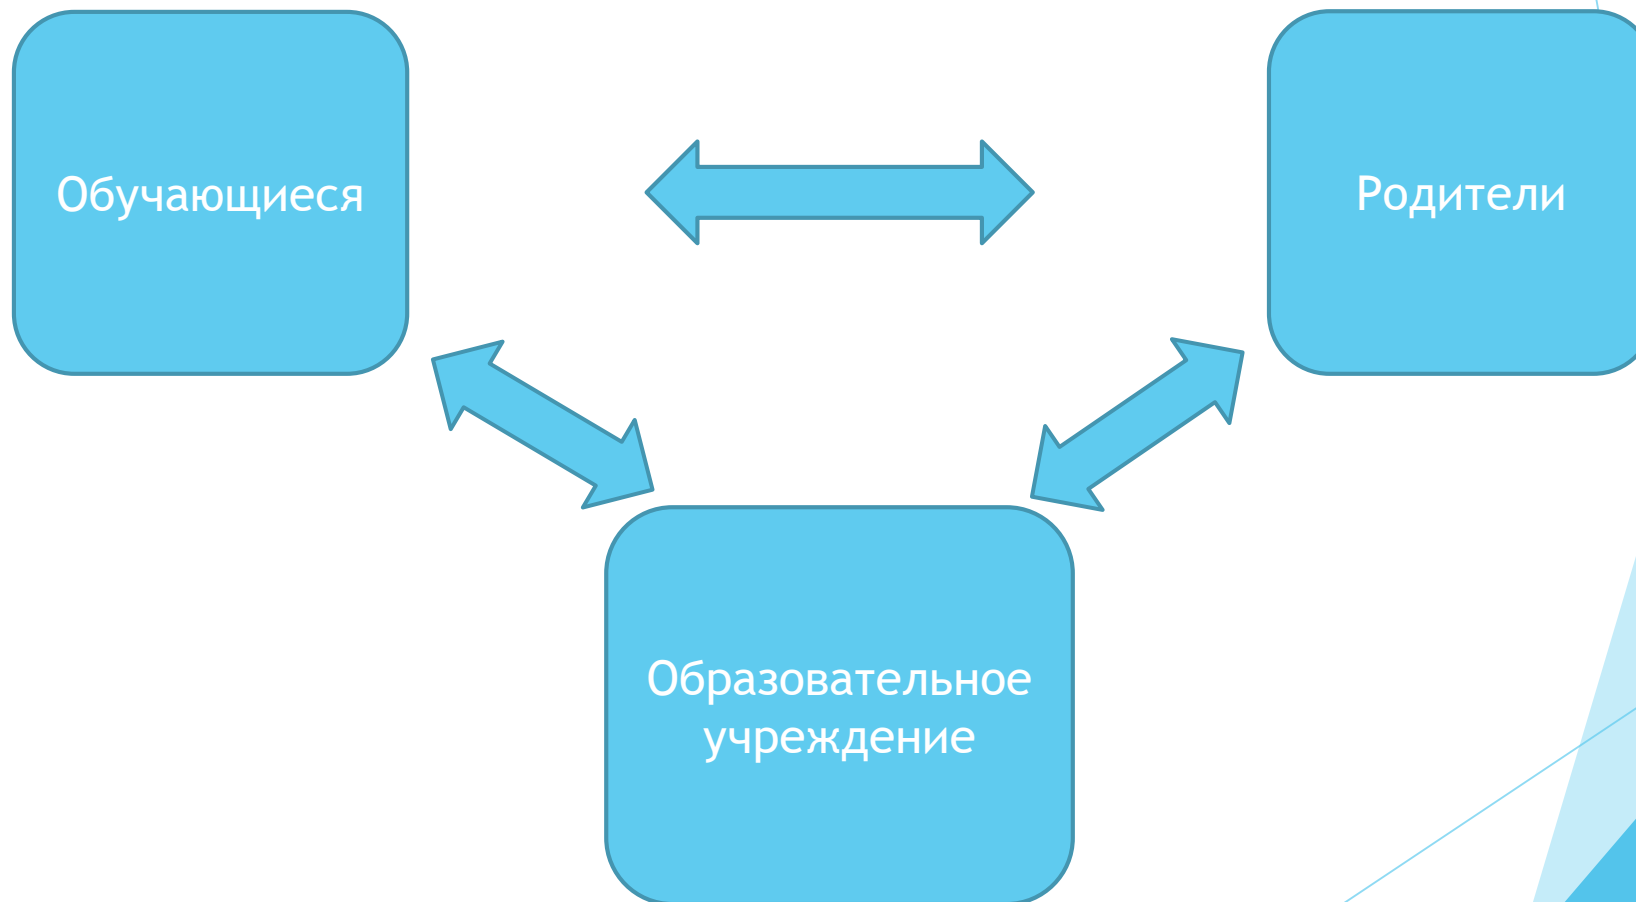 Обучающиеся
Родители
Образовательное
учреждение